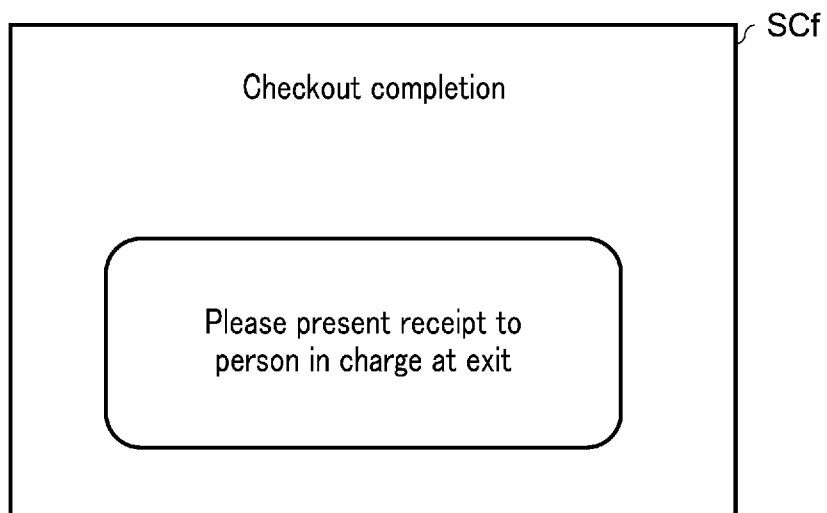 SCf
Checkout completion
Please present receipt to
person in charge at exit